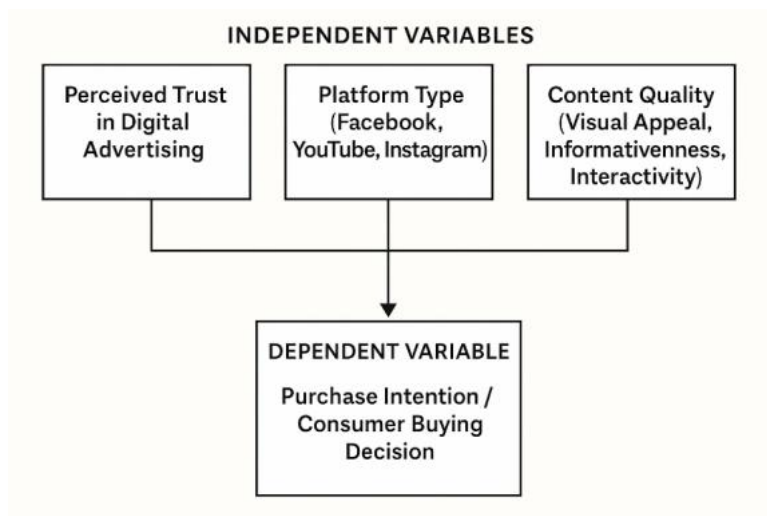 INDEPENDENT VARIABLES
Perceived Trust
in Digital
Advertising
Platform Type
(Facebook,
YouTube, Instagram)
Content Quality
(Visual Appeal,
Informativenness,
Interactivity)
DEPENDENT VARIABLE
Purchase Intention /
Consumer Buying
Decision